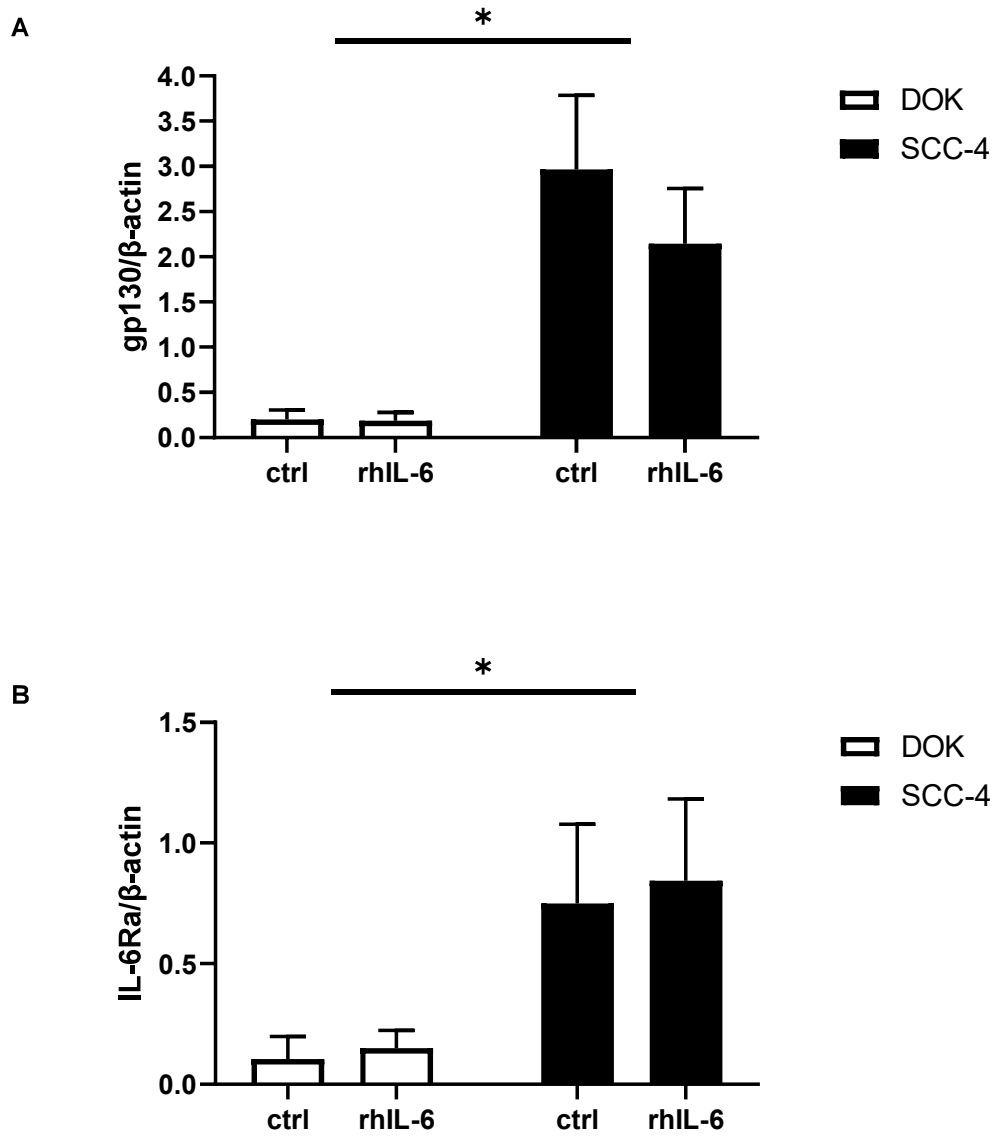 A
*
gp130/β-actin
4.0
3.5
3.0
2.5
2.0
1.5
1.0
0.5
0.0
ctrl
rhIL-6
ctrl
rhIL-6
DOK
SCC-4
B
*
IL-6Ra/β-actin
1.5
1.0
0.5
0.0
ctrl
rhIL-6
ctrl
rhIL-6
DOK
SCC-4